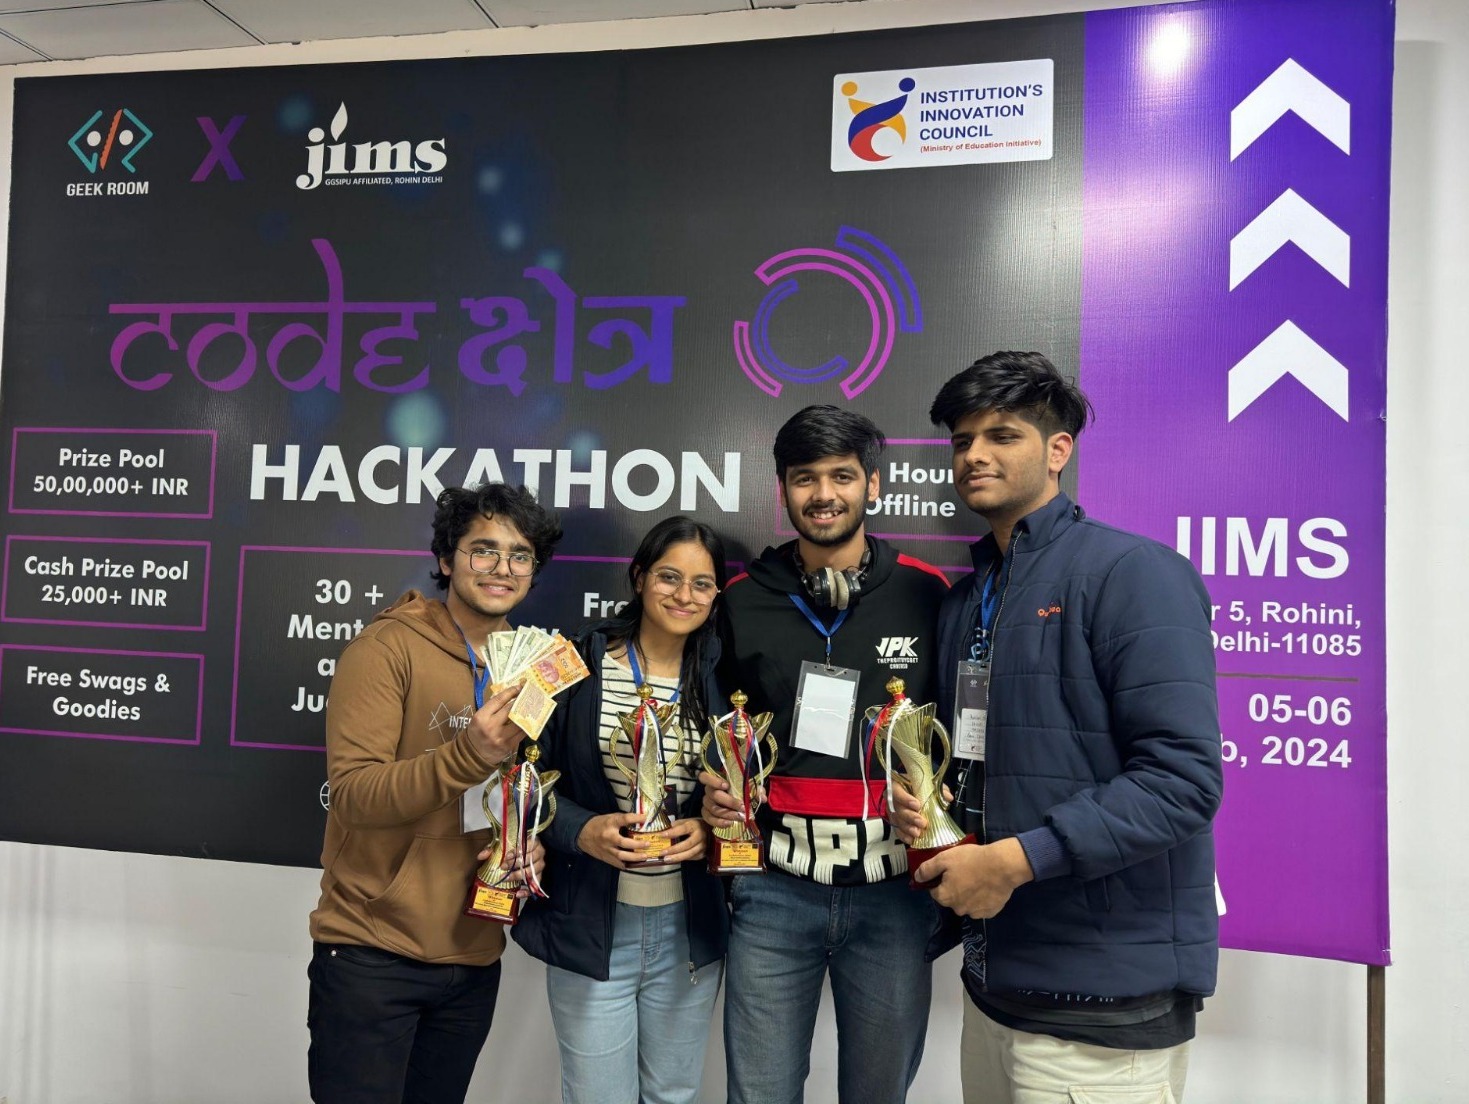 GEEK ROOM
X
jims
GGSIPU AFFILIATED, ROHINI DELHI
INSTITUTION'S
INNOVATION
COUNCIL
(Ministry of Education Initiative)
code क्षेत्र
HACKATHON
Prize Pool
50,00,000+ INR
Cash Prize Pool
25,000+ INR
Free Swags &
Goodies
30 +
Hour
Offline
JIMS
5, Rohini,
Delhi-11085
05-06
2024
JPK
JPK